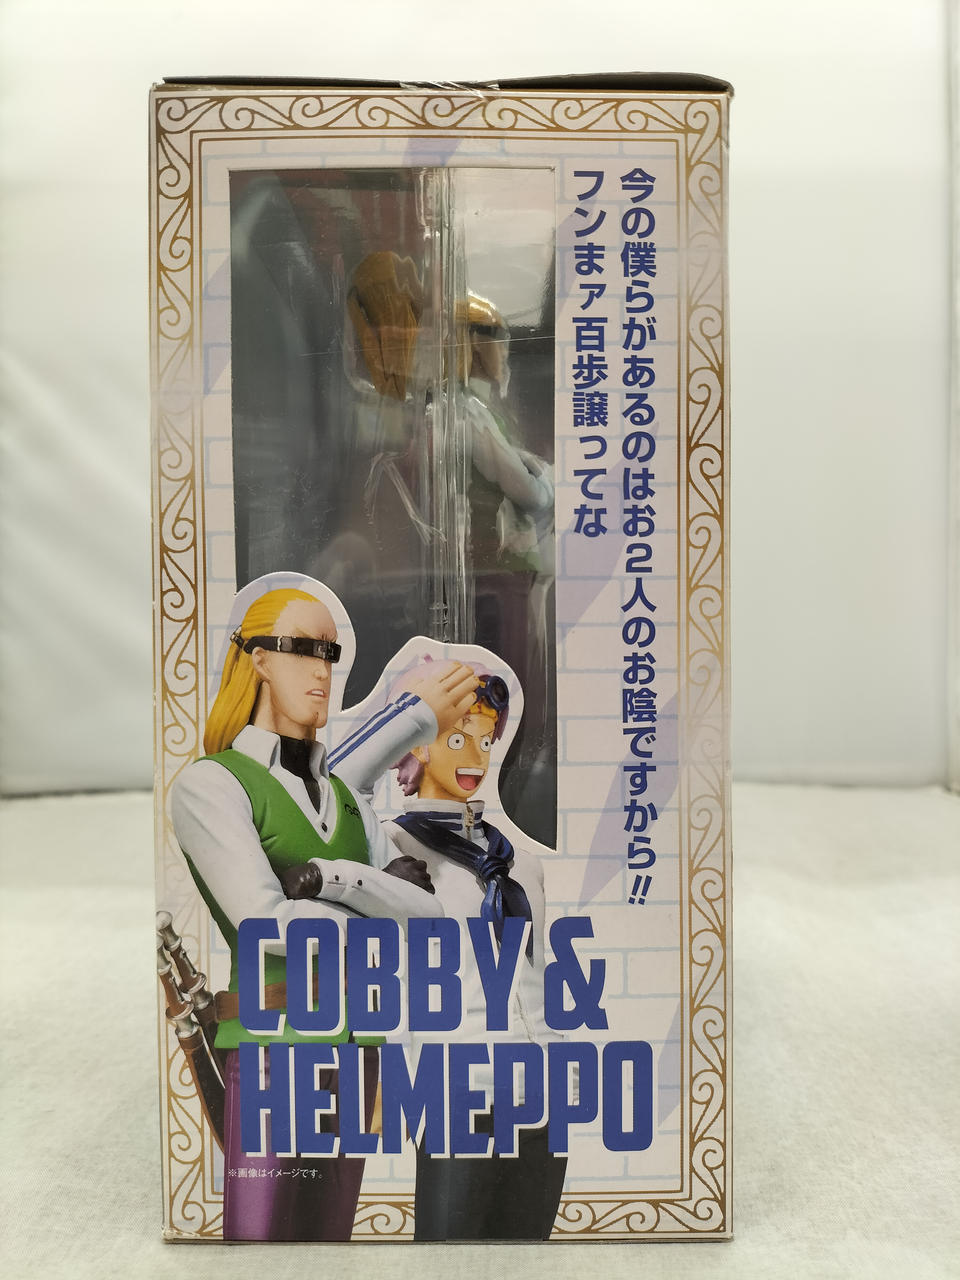 今の僕らがあるのはお2人のお陰ですから!!
フンまァ百歩譲ってな
COBBY &
HELMEPPO
※画像はイメージです。